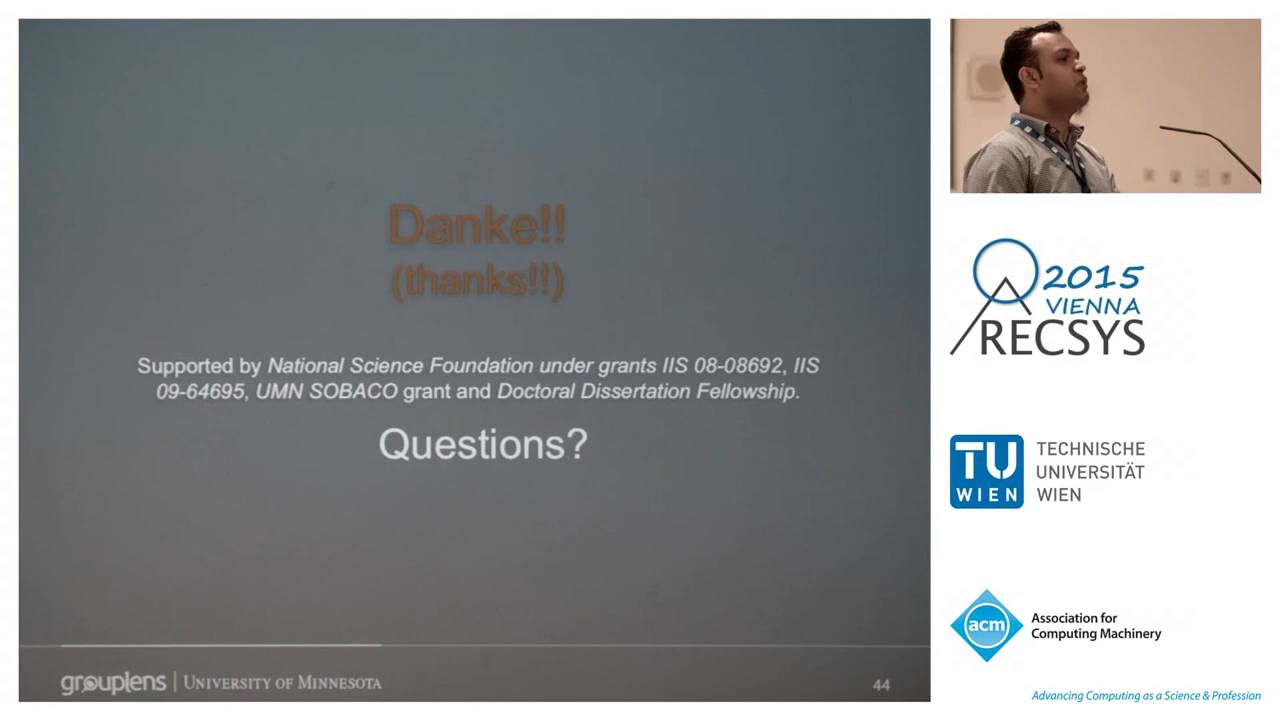 Danke!!
(thanks!!)
Supported by National Science Foundation under grants IIS 08-08692, IIS
09-64695, UMN SOBACO grant and Doctoral Dissertation Fellowship.
Questions?
grouplens | UNIVERSITY OF MINNESOTA
44
2015
VIENNA
RECSYS
TU
WIEN
TECHNISCHE
UNIVERSITÄT
WIEN
acm
Association for
Computing Machinery
Advancing Computing as a Science & Profession